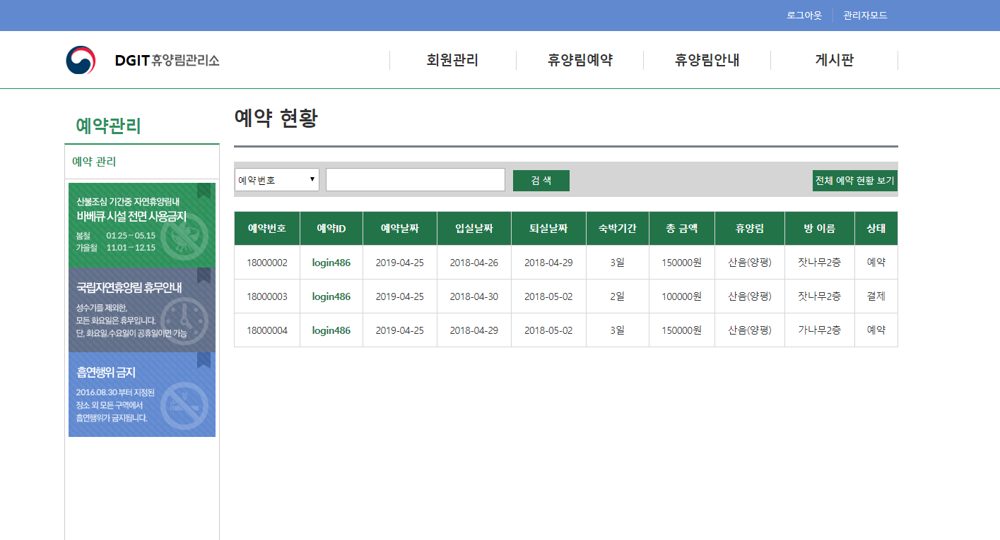 로그아웃 관리자모드
DGIT휴양림관리소 회원관리 휴양림예약 휴양림안내 게시판
예약관리
예약 관리
산불조심 기간중 자연휴양림내
바베큐 시설 전면 사용금지
봄철 01.25 ··· 05.15
가을철 11.01 ··· 12.15
국립자연휴양림 휴무안내
성수기를 제외한,
모든 화요일은 휴무입니다.
단, 화요일.수요일이 공휴일이면 가능
흡연행위 금지
2016.08.30 부터 지정된
장소 외 모든 구역에서
흡연행위가 금지됩니다.
예약 현황
예약번호 검 색 전체 예약 현황 보기
예약번호 예약ID 예약날짜 입실날짜 퇴실날짜 숙박기간 총 금액 휴양림 방 이름 상태
18000002 login486 2019-04-25 2018-04-26 2018-04-29 3일 150000원 산음(양평) 잣나무2층 예약
18000003 login486 2019-04-25 2018-04-30 2018-05-02 2일 100000원 산음(양평) 잣나무2층 결제
18000004 login486 2019-04-25 2018-04-29 2018-05-02 3일 150000원 산음(양평) 가나무2층 예약